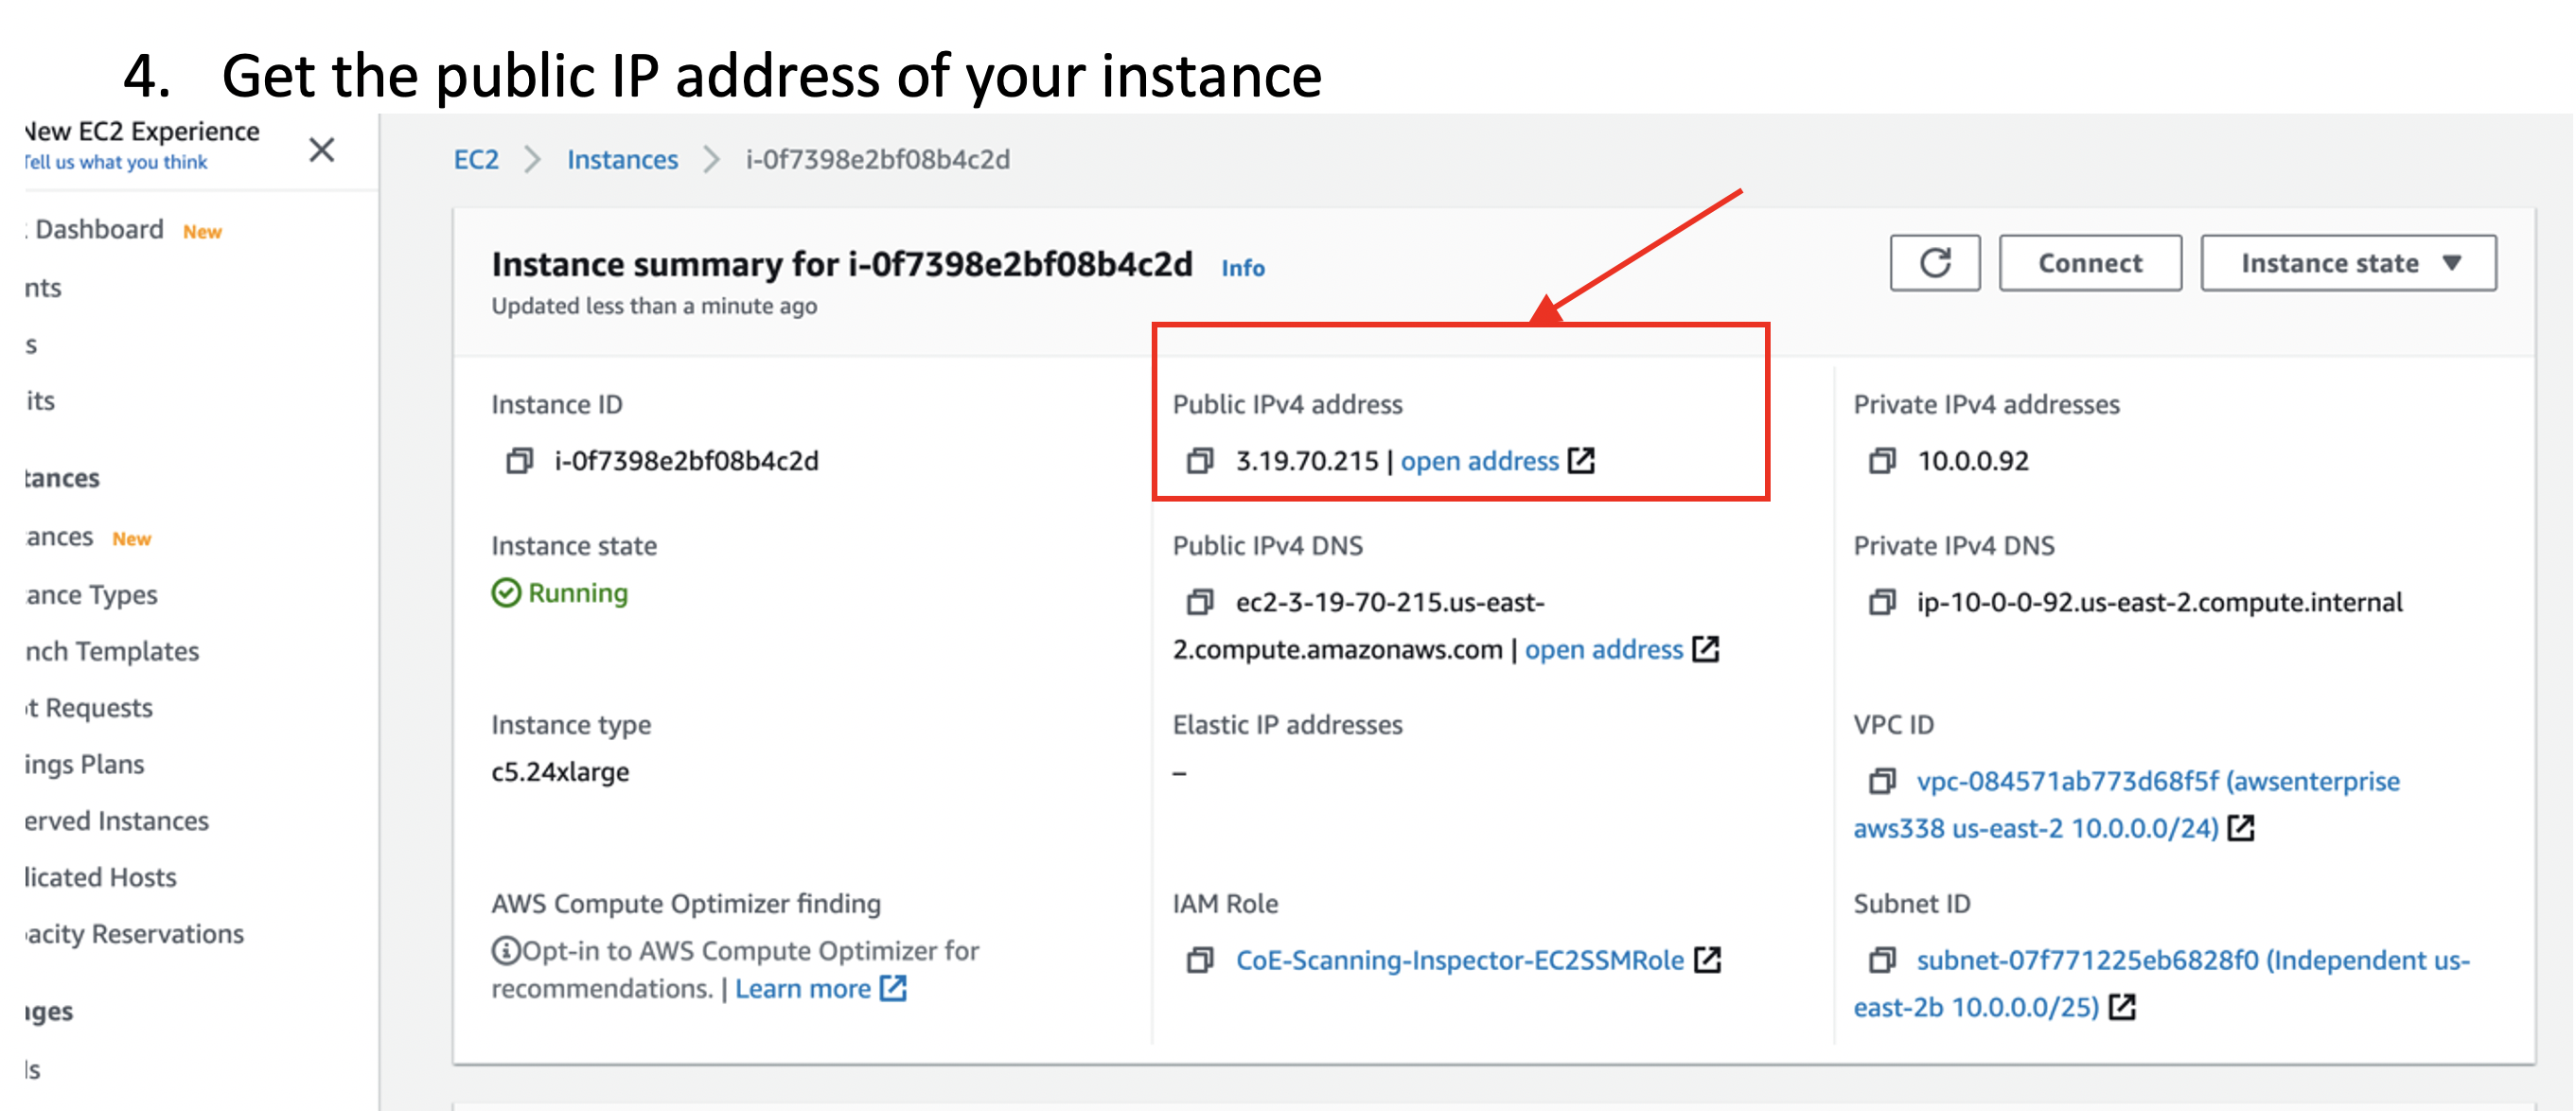 4. Get the public IP address of your instance
New EC2 Experience
Tell us what you think
Dashboard New
nts
s
its
tances
ances New
ance Types
nch Templates
t Requests
ings Plans
erved Instances
licated Hosts
acity Reservations
ages
ls
EC2 > Instances > i-0f7398e2bf08b4c2d
Instance summary for i-0f7398e2bf08b4c2d Info
Updated less than a minute ago
Connect
Instance state
Instance ID
i-0f7398e2bf08b4c2d
Public IPv4 address
3.19.70.215 | open address
Private IPv4 addresses
10.0.0.92
Instance state
Running
Public IPv4 DNS
ec2-3-19-70-215.us-east-
2.compute.amazonaws.com | open address
Private IPv4 DNS
ip-10-0-0-92.us-east-2.compute.internal
Instance type
c5.24xlarge
Elastic IP addresses
–
VPC ID
vpc-084571ab773d68f5f (awsenterprise
aws338 us-east-2 10.0.0.0/24)
AWS Compute Optimizer finding
Opt-in to AWS Compute Optimizer for
recommendations. | Learn more
IAM Role
CoE-Scanning-Inspector-EC2SSMRole
Subnet ID
subnet-07f771225eb6828f0 (Independent us-
east-2b 10.0.0.0/25)